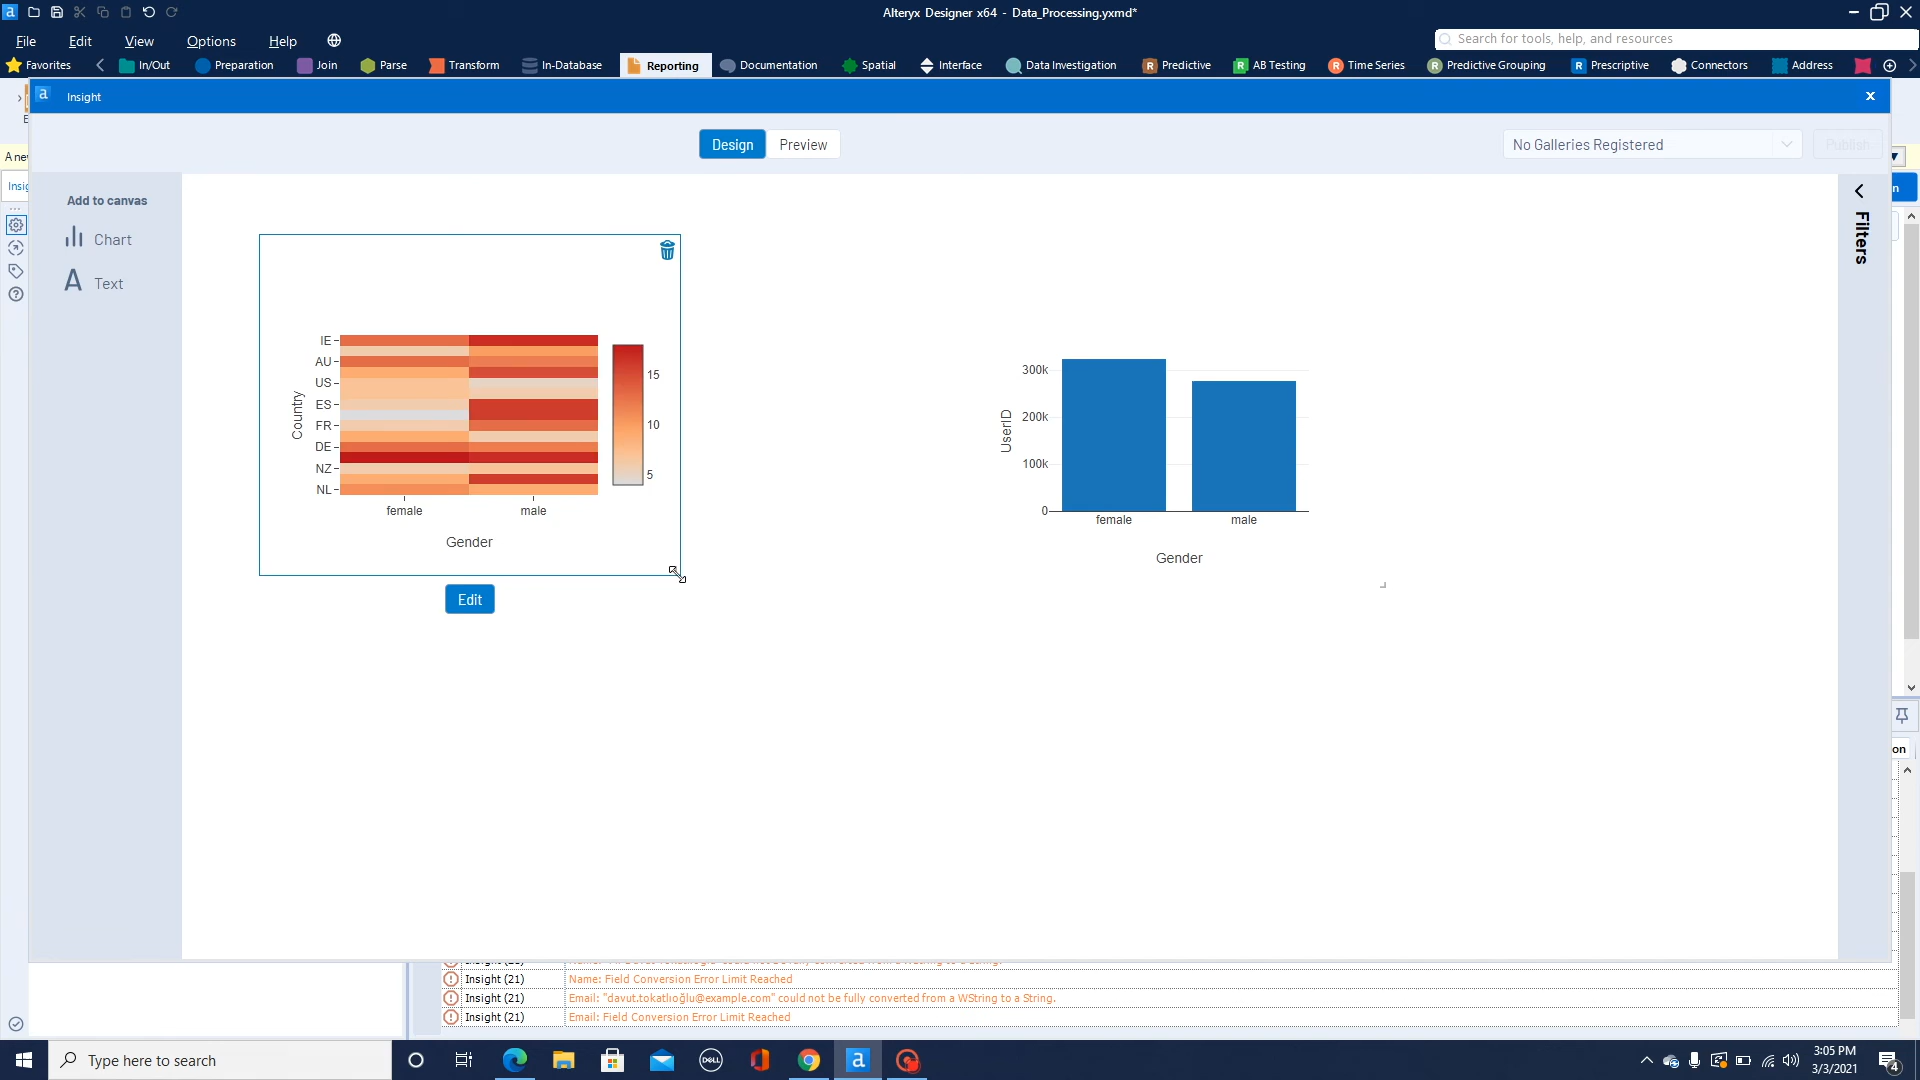 Alteryx Designer x64 - Data_Processing.yxmd*
File Edit View Options Help
Search for tools, help, and resources
Favorites In/Out Preparation Join Parse Transform In-Database Reporting Documentation Spatial Interface Data Investigation Predictive AB Testing Time Series Predictive Grouping Prescriptive Connectors Address
Insight
Design Preview
No Galleries Registered
Publish
A ne
Insig
Add to canvas
Chart
Text
Filters
IE
AU
US
ES
FR
DE
NZ
NL
Country
female male
Gender
15
10
5
Edit
300k
200k
100k
0
UserID
female male
Gender
n
on
Insight (21) Name: Field Conversion Error Limit Reached
Insight (21) Email: "davut.tokatlıoğlu@example.com" could not be fully converted from a WString to a String.
Insight (21) Email: Field Conversion Error Limit Reached
Type here to search
DELL
3:05 PM
3/3/2021
4